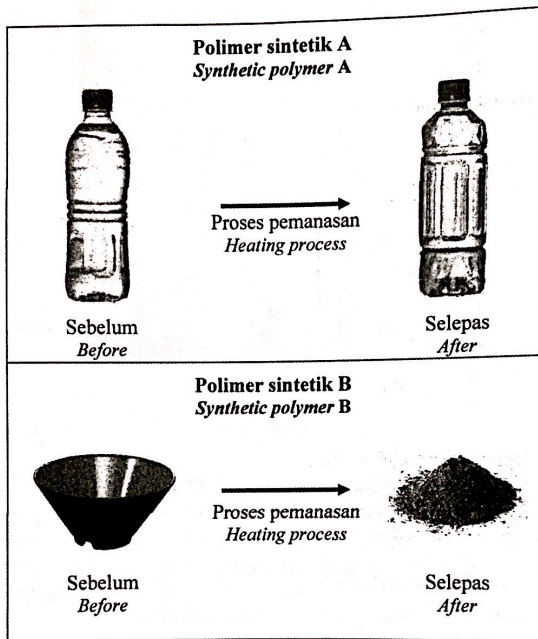 Polimer sintetik A
Synthetic polymer A
Proses pemanasan
Heating process
Sebelum
Before
Selepas
After
Polimer sintetik B
Synthetic polymer B
Proses pemanasan
Heating process
Sebelum
Before
Selepas
After